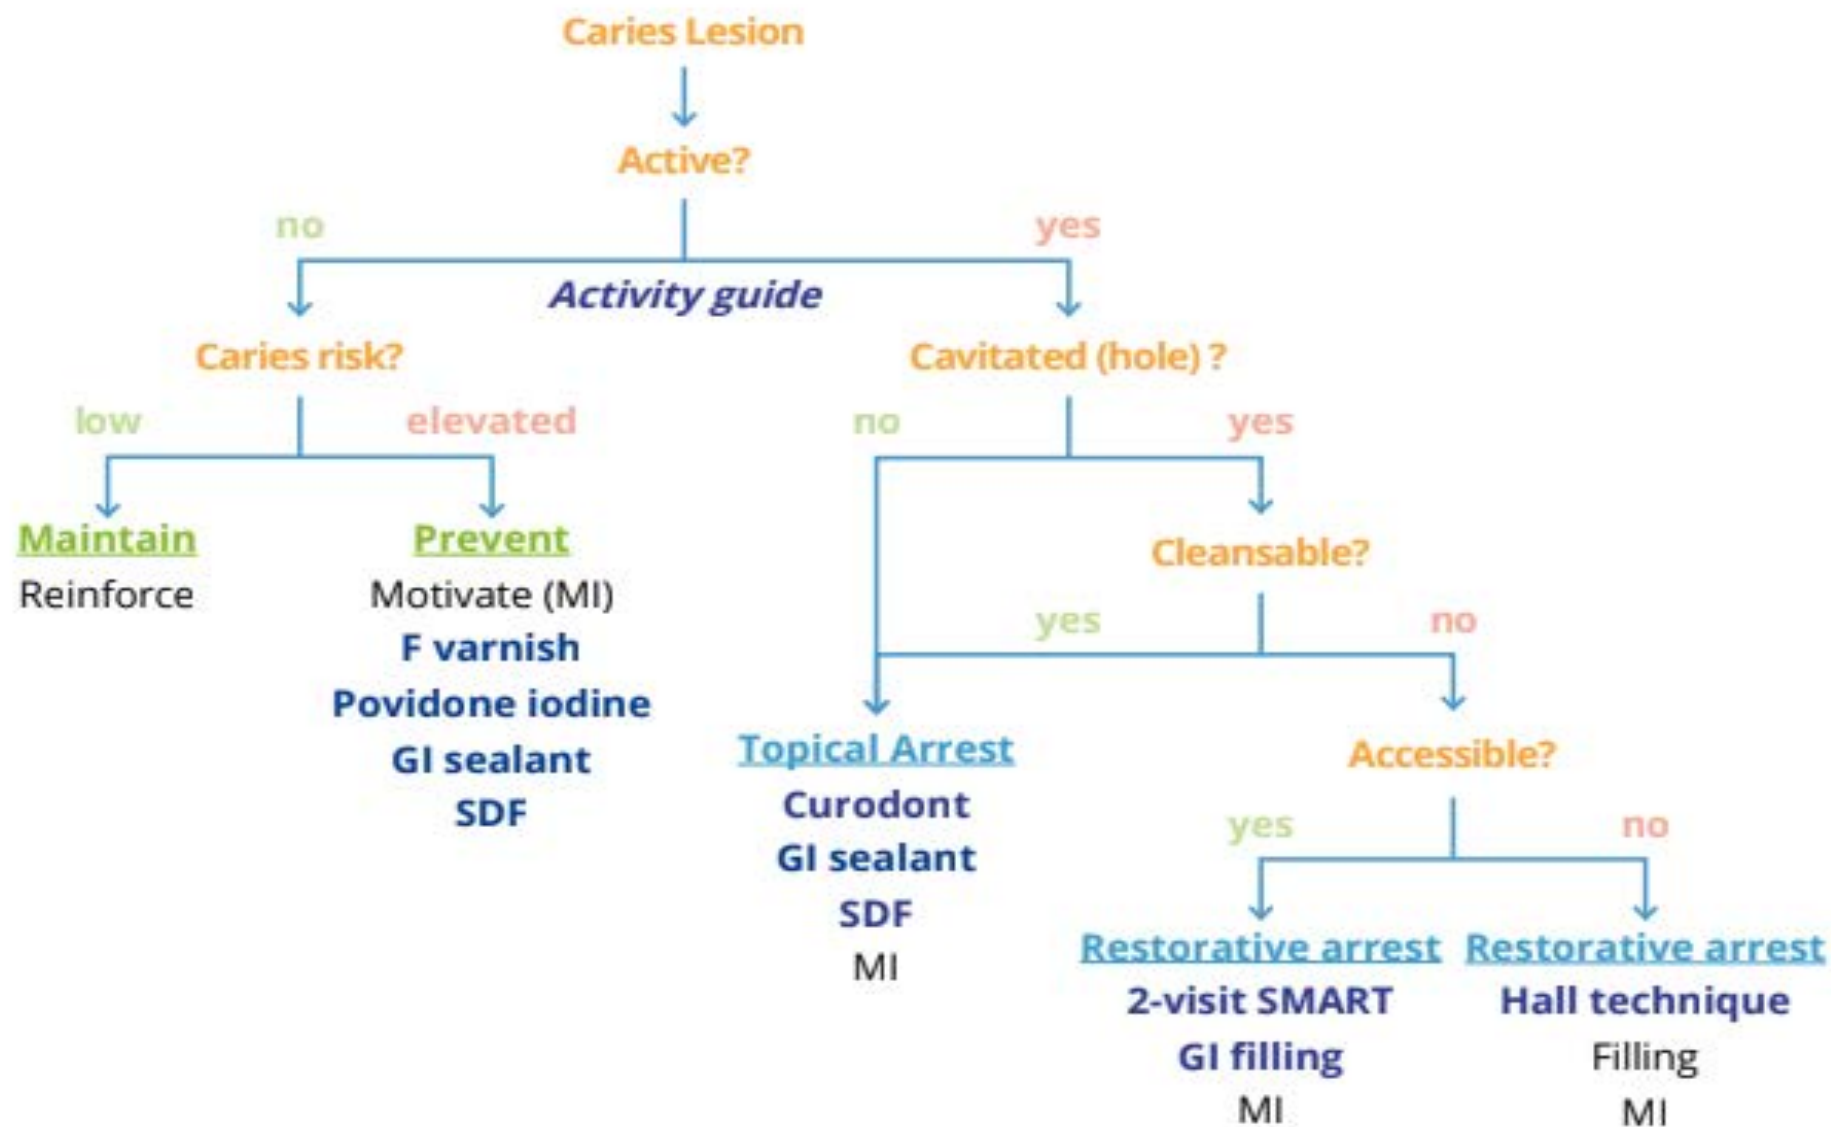 Caries Lesion
Active?
no
yes
Activity guide
Caries risk?
Cavitated (hole) ?
low
elevated
no
yes
Maintain
Reinforce
Prevent
Motivate (MI)
F varnish
Povidone iodine
GI sealant
SDF
Cleansable?
yes
no
Topical Arrest
Curodont
GI sealant
SDF
MI
Accessible?
yes
no
Restorative arrest
2-visit SMART
GI filling
MI
Restorative arrest
Hall technique
Filling
MI